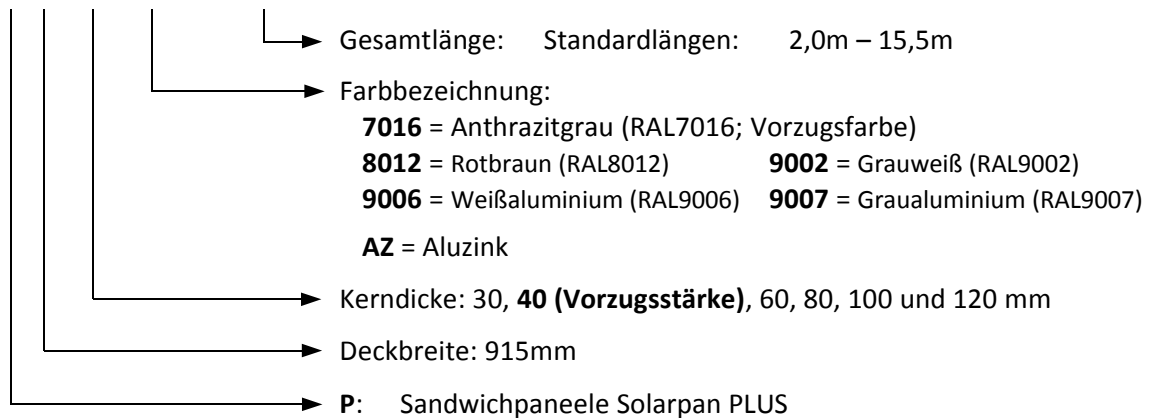 Gesamtlänge: Standardlängen: 2,0m – 15,5m
Farbbezeichnung:
7016 = Anthrazitgrau (RAL7016; Vorzugsfarbe)
8012 = Rotbraun (RAL8012) 9002 = Grauweiß (RAL9002)
9006 = Weißaluminium (RAL9006) 9007 = Graualuminium (RAL9007)
AZ = Aluzink
Kerndicke: 30, 40 (Vorzugsstärke), 60, 80, 100 und 120 mm
Deckbreite: 915mm
P: Sandwichpaneele Solarpan PLUS